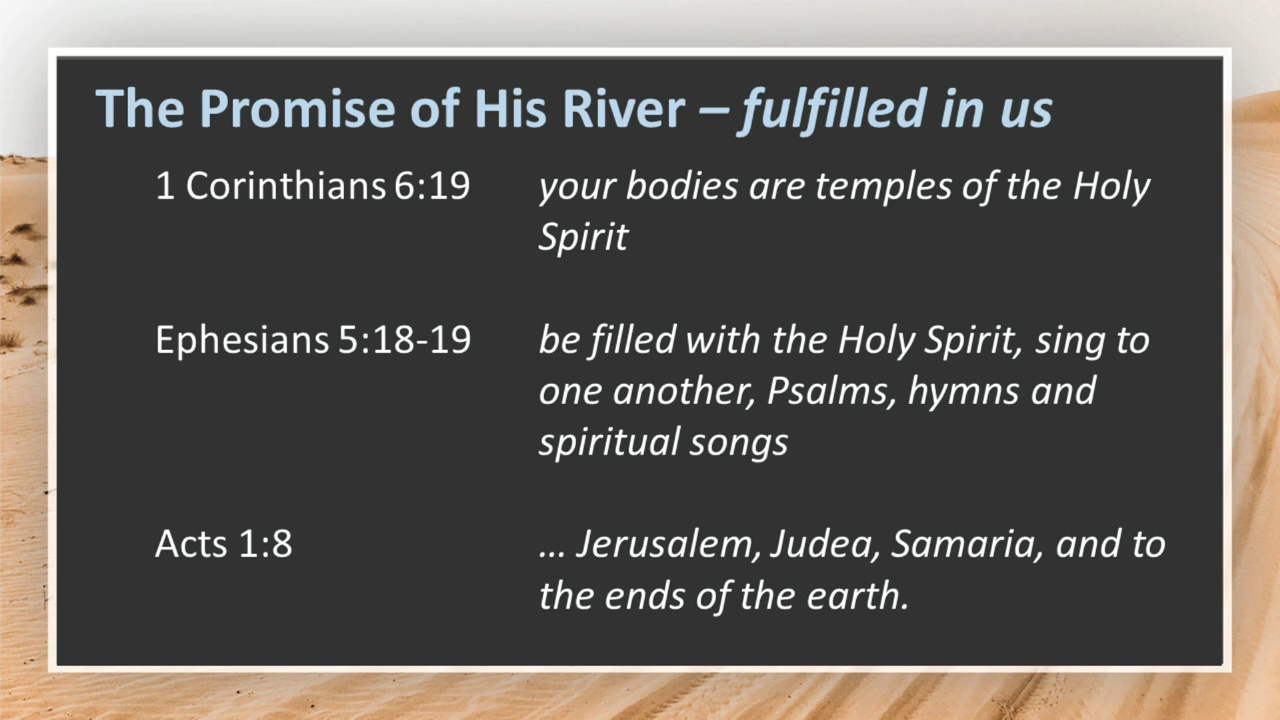 The Promise of His River – fulfilled in us
1 Corinthians 6:19 your bodies are temples of the Holy
Spirit
Ephesians 5:18-19 be filled with the Holy Spirit, sing to
one another, Psalms, hymns and
spiritual songs
Acts 1:8 ... Jerusalem, Judea, Samaria, and to
the ends of the earth.